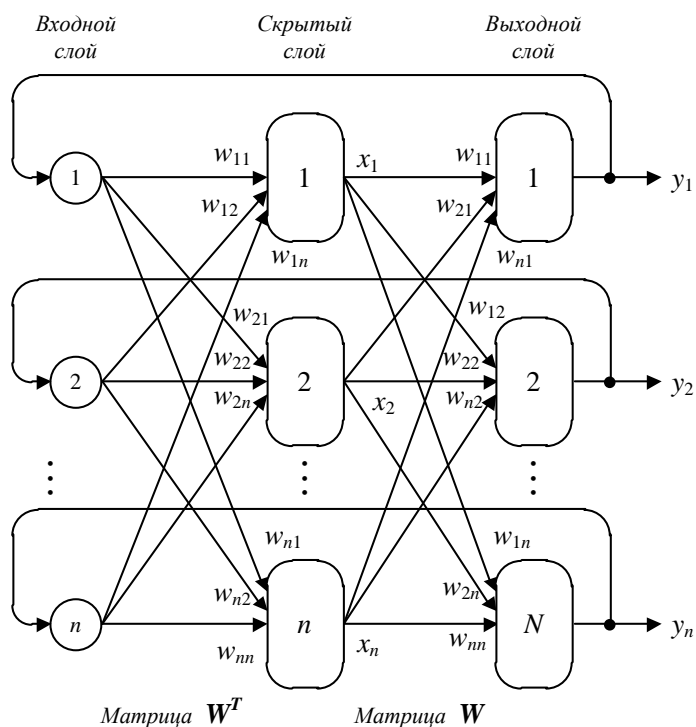 Входной слой
Скрытый слой
Выходной слой
1
w11
w12
w1n
1
x1
w11
w21
wn1
1
y1
2
w21
w22
w2n
2
x2
w12
w22
wn2
2
y2
n
wn1
wn2
wnn
n
xn
w1n
w2n
wnn
N
yn
Матрица W^T
Матрица W